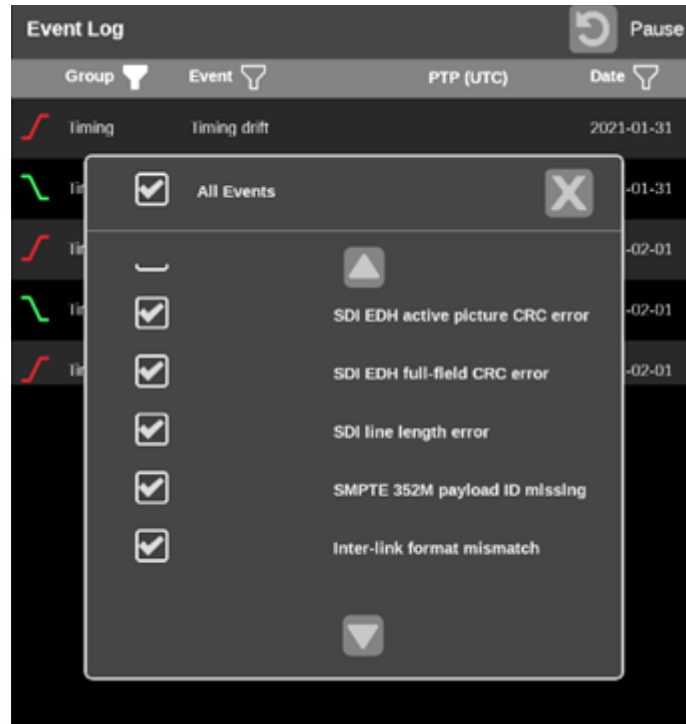 Event Log Pause
Group Event PTP (UTC) Date
Timing Timing drift 2021-01-31
All Events
-01-31
-02-01
SDI EDH active picture CRC error
-02-01
SDI EDH full-field CRC error
-02-01
SDI line length error
SMPTE 352M payload ID missing
Inter-link format mismatch